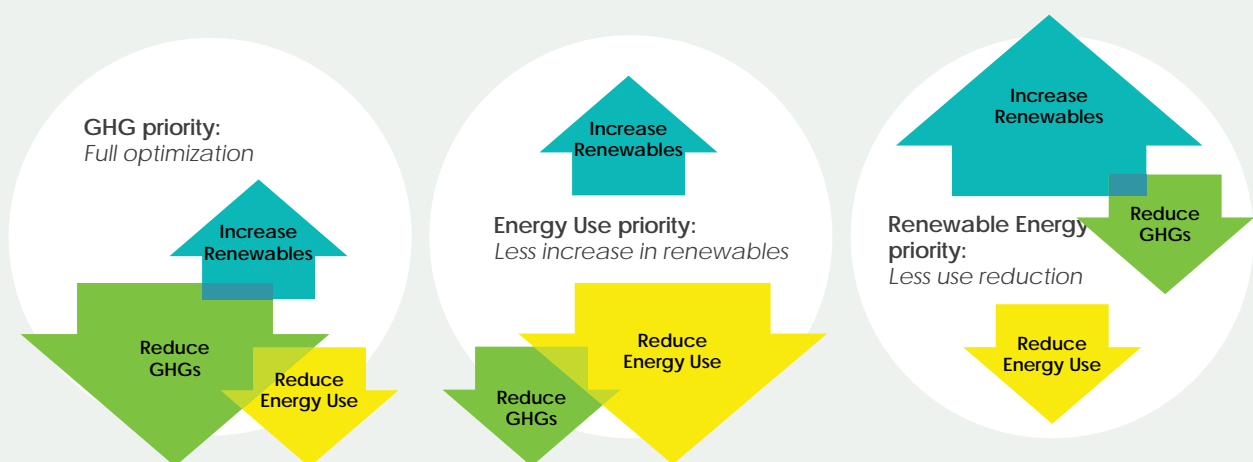 GHG priority:
Full optimization
Increase
Renewables
Reduce
GHGs
Reduce
Energy Use
Increase
Renewables
Energy Use priority:
Less increase in renewables
Reduce
Energy Use
Reduce
GHGs
Increase
Renewables
Reduce
GHGs
Renewable Energy
priority:
Less use reduction
Reduce
Energy Use